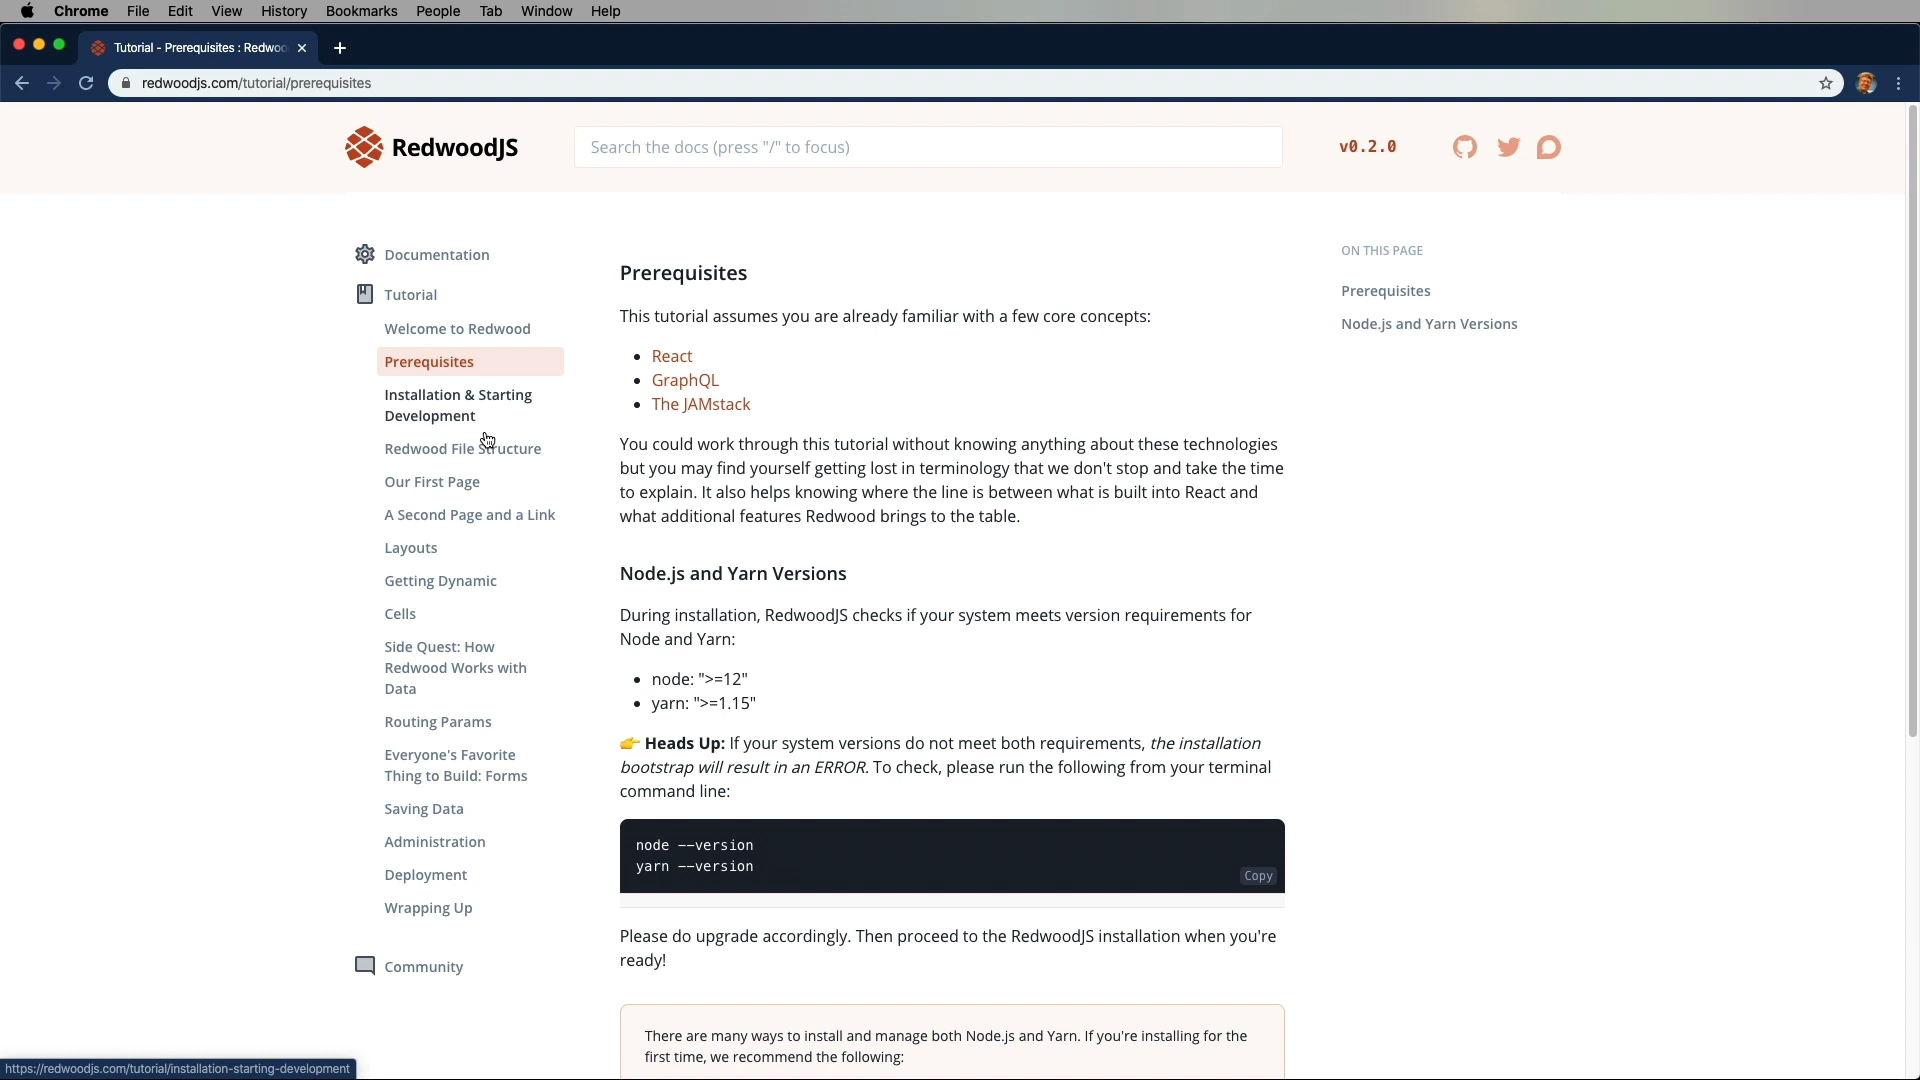 Chrome File Edit View History Bookmarks People Tab Window Help
Tutorial - Prerequisites : Redwoo
redwoodjs.com/tutorial/prerequisites
RedwoodJS
Search the docs (press "/" to focus)
v0.2.0
Documentation
Tutorial
Welcome to Redwood
Prerequisites
Installation & Starting
Development
Redwood File Structure
Our First Page
A Second Page and a Link
Layouts
Getting Dynamic
Cells
Side Quest: How
Redwood Works with
Data
Routing Params
Everyone's Favorite
Thing to Build: Forms
Saving Data
Administration
Deployment
Wrapping Up
Community
Prerequisites
This tutorial assumes you are already familiar with a few core concepts:
• React
• GraphQL
• The JAMstack
You could work through this tutorial without knowing anything about these technologies
but you may find yourself getting lost in terminology that we don't stop and take the time
to explain. It also helps knowing where the line is between what is built into React and
what additional features Redwood brings to the table.
Node.js and Yarn Versions
During installation, RedwoodJS checks if your system meets version requirements for
Node and Yarn:
• node: ">=12"
• yarn: ">=1.15"
👉 Heads Up: If your system versions do not meet both requirements, the installation
bootstrap will result in an ERROR. To check, please run the following from your terminal
command line:
node --version
yarn --version
Copy
Please do upgrade accordingly. Then proceed to the RedwoodJS installation when you're
ready!
There are many ways to install and manage both Node.js and Yarn. If you're installing for the
first time, we recommend the following:
ON THIS PAGE
Prerequisites
Node.js and Yarn Versions
https://redwoodjs.com/tutorial/installation-starting-development